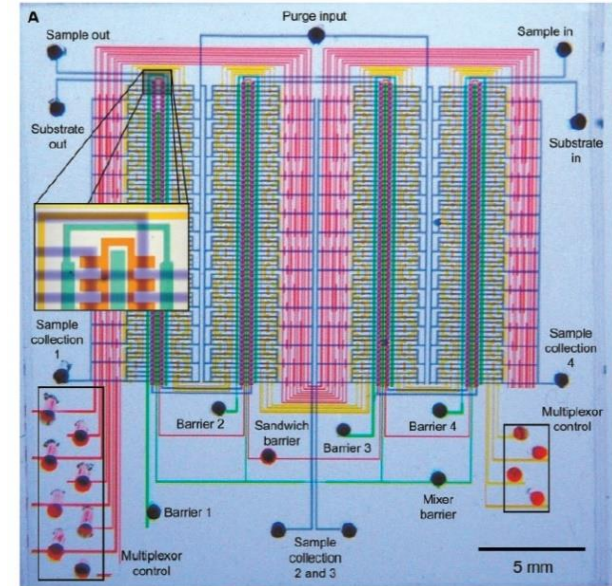 A
Purge input
Sample out
Sample in
Substrate
out
Substrate
in
Sample
collection
1
Sample
collection
4
Barrier 2
Sandwich
barrier
Barrier 3
Barrier 4
Multiplexor
control
Barrier 1
Mixer
barrier
Multiplexor
control
Sample
collection
2 and 3
5 mm